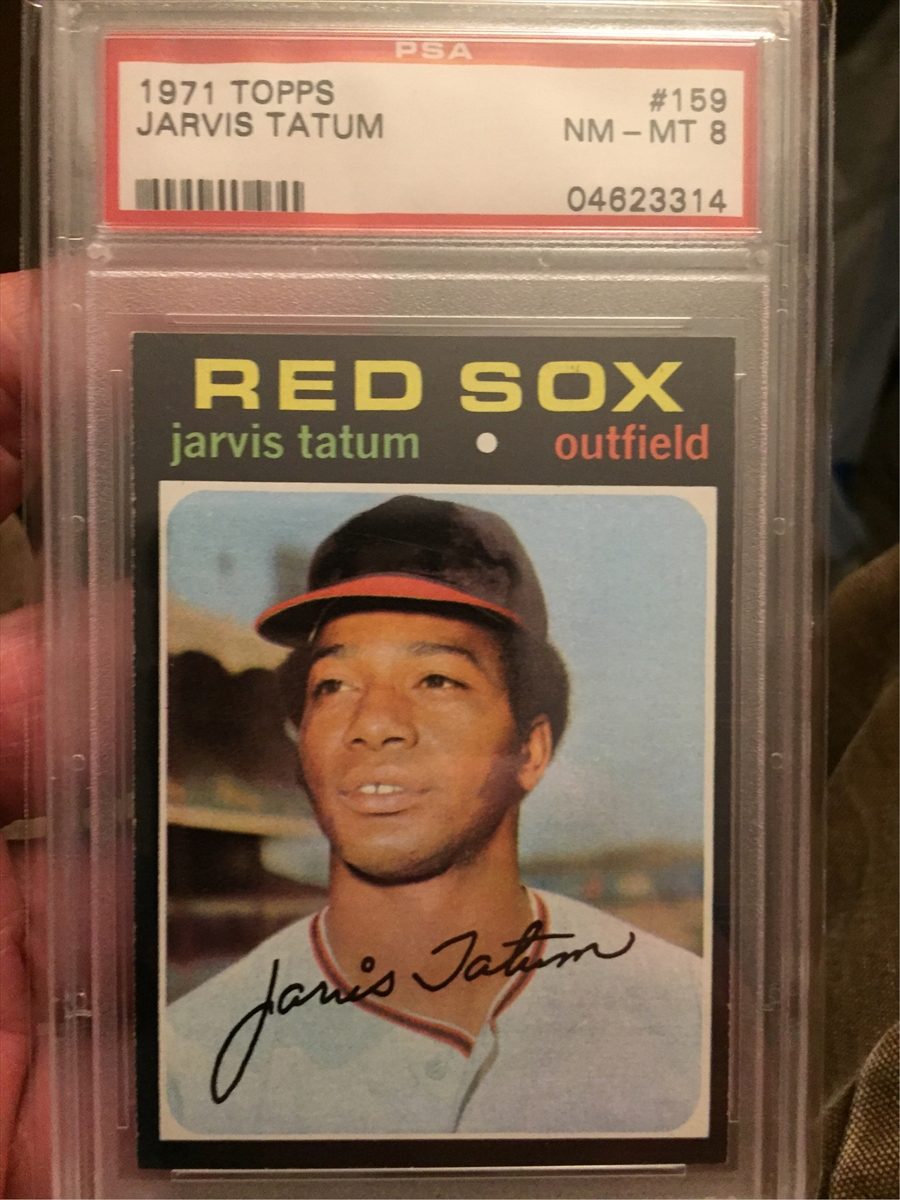 PSA
1971 TOPPS #159
JARVIS TATUM NM - MT 8
04623314
RED SOX
jarvis tatum • outfield
Jarvis Tatum